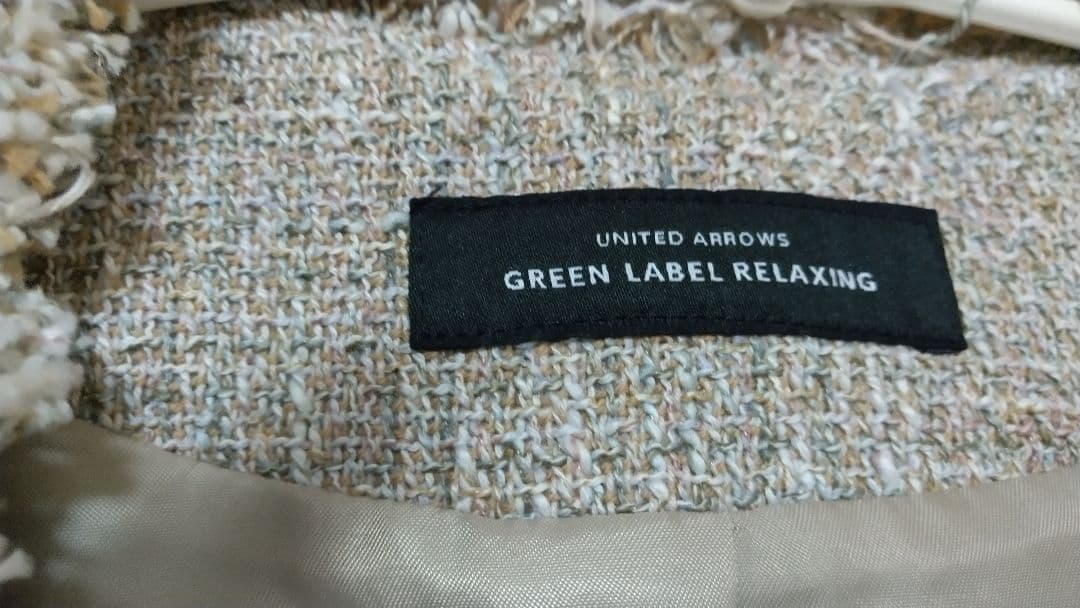 UNITED ARROWS
GREEN LABEL RELAXING